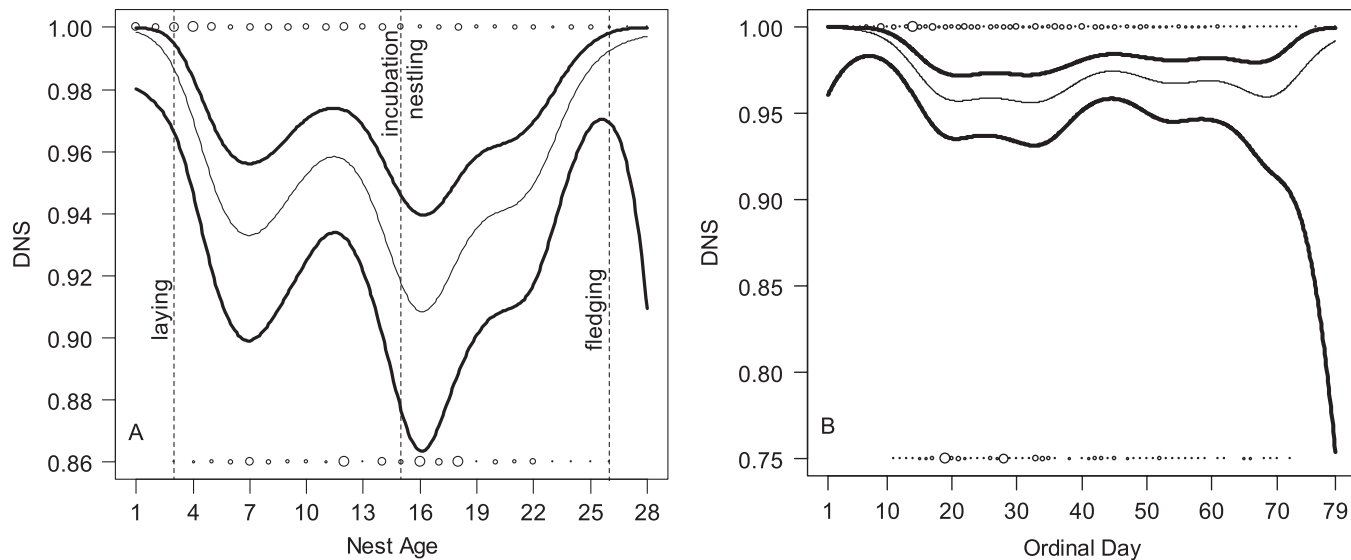 1.00
0.98
0.96
0.94
0.92
0.90
0.88
0.86
DNS
laying
incubation
nestling
fledging
A
1 4 7 10 13 16 19 22 25 28
Nest Age
1.00
0.95
0.90
0.85
0.80
0.75
DNS
B
1 10 20 30 40 50 60 70 79
Ordinal Day